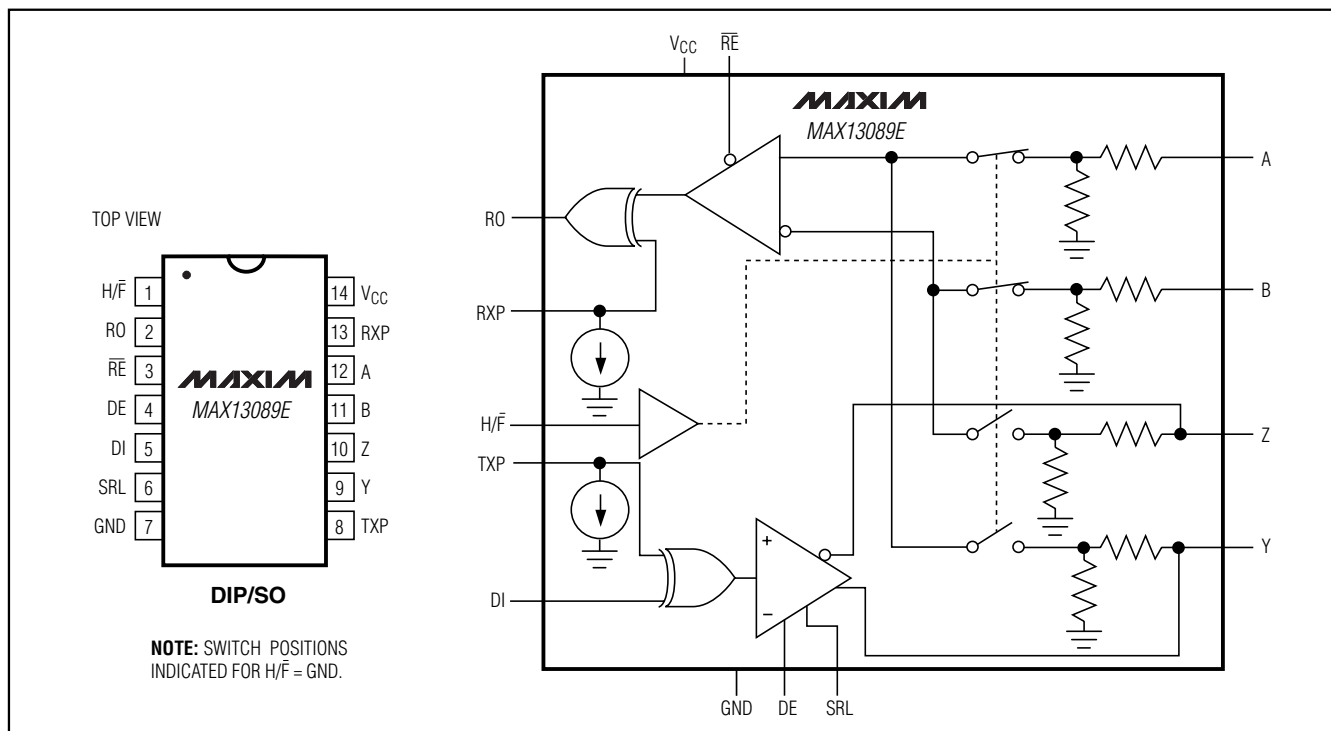 TOP VIEW
H/F̅ 1
RO 2
R̅E̅ 3
DE 4
DI 5
SRL 6
GND 7
14 VCC
13 RXP
12 A
11 B
10 Z
9 Y
8 TXP
MAXIM
MAX13089E
DIP/SO
NOTE: SWITCH POSITIONS
INDICATED FOR H/F̅ = GND.
VCC
R̅E̅
MAXIM
MAX13089E
RO
RXP
H/F̅
TXP
DI
+
−
A
B
Z
Y
GND
DE
SRL